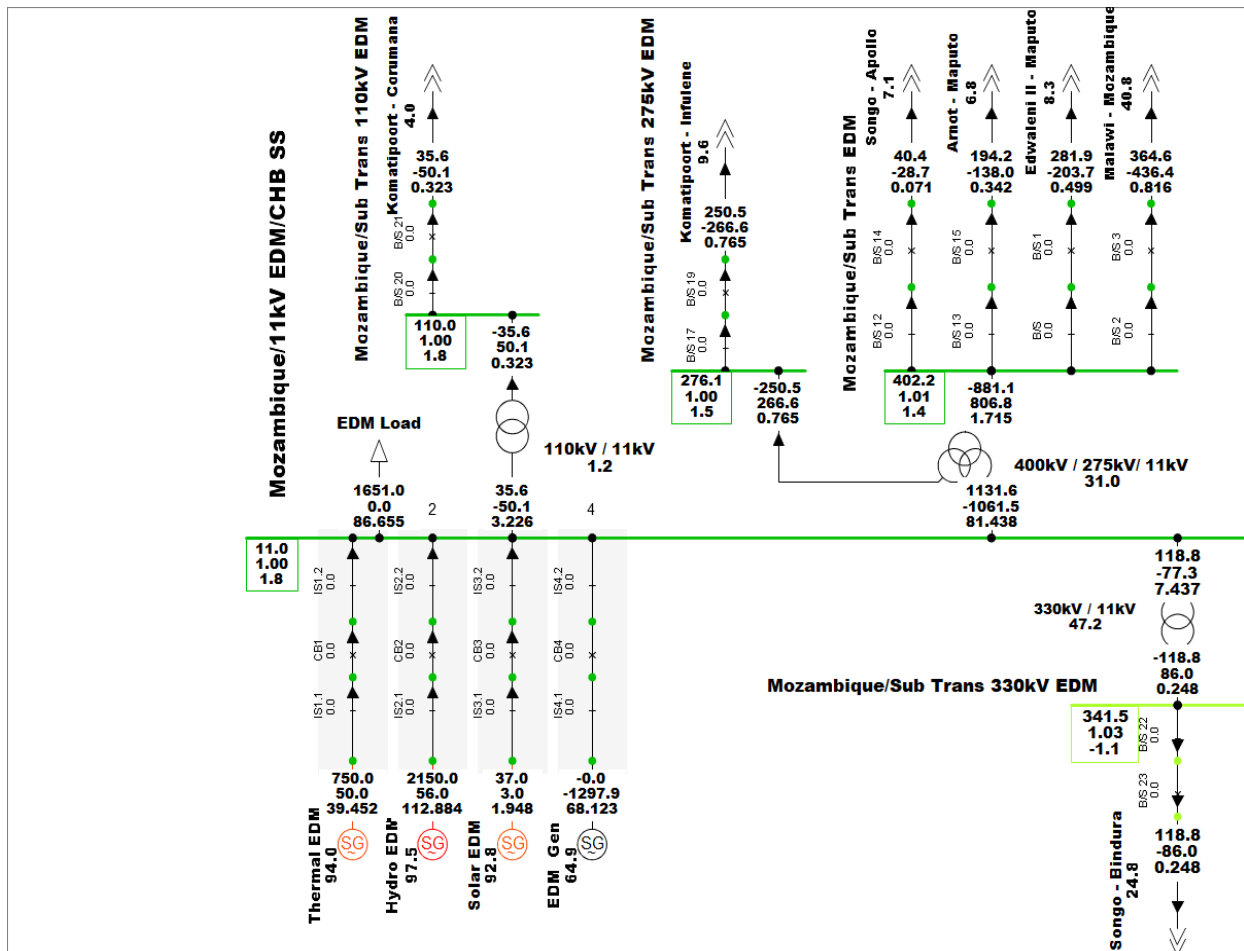 Mozambique/11kV EDM/CHB SS
Mozambique/Sub Trans 110kV EDM
Komatipoort - Corumana
4.0
35.6
-50.1
0.323
B/S 21
0.0
B/S 20
0.0
110.0
1.00
1.8
-35.6
50.1
0.323
110kV / 11kV
1.2
35.6
-50.1
3.226
EDM Load
1651.0
0.0
86.655
Mozambique/Sub Trans 275kV EDM
Komatipoort - Infulene
9.6
250.5
-266.6
0.765
B/S 19
0.0
B/S 17
0.0
276.1
1.00
1.5
-250.5
266.6
0.765
Mozambique/Sub Trans EDM
Songo - Apollo
7.1
40.4
-28.7
0.071
B/S 14
0.0
B/S 12
0.0
Arnot - Maputo
6.8
194.2
-138.0
0.342
B/S 15
0.0
B/S 13
0.0
Edwaleni II - Maputo
8.3
281.9
-203.7
0.499
B/S 1
0.0
B/S
0.0
Malawi - Mozambique
40.8
364.6
-436.4
0.816
B/S 3
0.0
B/S 2
0.0
402.2
1.01
1.4
-881.1
806.8
1.715
400kV / 275kV/ 11kV
31.0
1131.6
-1061.5
81.438
11.0
1.00
1.8
2
4
IS1.2
0.0
CB1
0.0
IS1.1
0.0
750.0
50.0
39.452
Thermal EDM
94.0
SG
IS2.2
0.0
CB2
0.0
IS2.1
0.0
2150.0
56.0
112.884
Hydro EDM
97.5
SG
IS3.2
0.0
CB3
0.0
IS3.1
0.0
37.0
3.0
1.948
Solar EDM
92.8
SG
IS4.2
0.0
CB4
0.0
IS4.1
0.0
-0.0
-1297.9
68.123
EDM Gen
64.9
SG
118.8
-77.3
7.437
330kV / 11kV
47.2
-118.8
86.0
0.248
Mozambique/Sub Trans 330kV EDM
341.5
1.03
-1.1
B/S 22
0.0
B/S 23
0.0
118.8
-86.0
0.248
Songo - Bindura
24.8